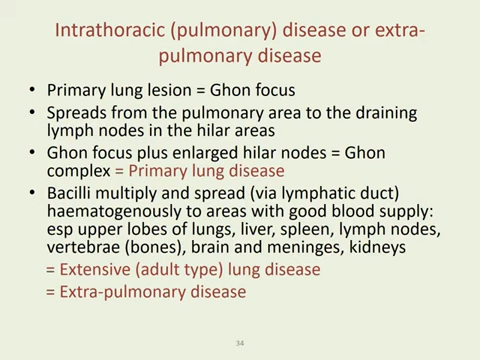 Intrathoracic (pulmonary) disease or extra-
pulmonary disease
• Primary lung lesion = Ghon focus
• Spreads from the pulmonary area to the draining
lymph nodes in the hilar areas
• Ghon focus plus enlarged hilar nodes = Ghon
complex = Primary lung disease
• Bacilli multiply and spread (via lymphatic duct)
haematogenously to areas with good blood supply:
esp upper lobes of lungs, liver, spleen, lymph nodes,
vertebrae (bones), brain and meninges, kidneys
= Extensive (adult type) lung disease
= Extra-pulmonary disease
34